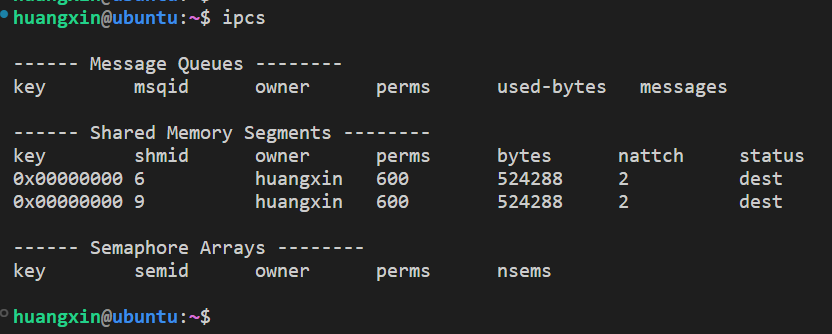 huangxin@ubuntu:~$ ipcs
------ Message Queues --------
key        msqid      owner      perms      used-bytes   messages
------ Shared Memory Segments --------
key        shmid      owner      perms      bytes      nattch     status
0x00000000 6          huangxin   600        524288     2          dest
0x00000000 9          huangxin   600        524288     2          dest
------ Semaphore Arrays --------
key        semid      owner      perms      nsems
huangxin@ubuntu:~$